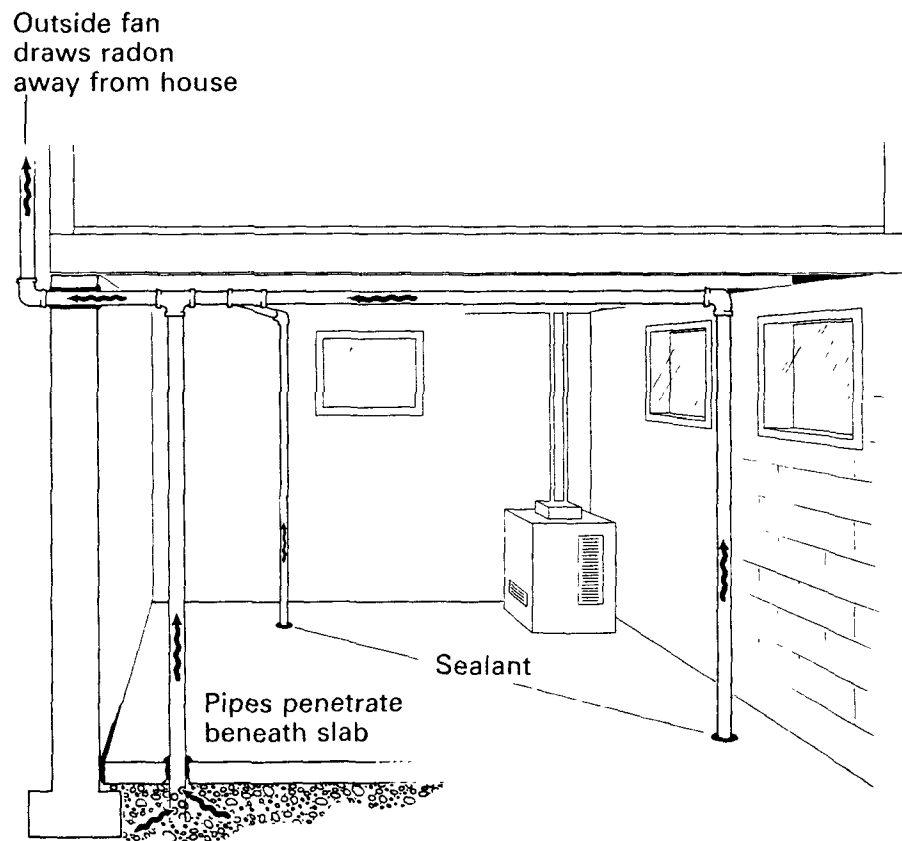 Outside fan
draws radon
away from house
Sealant
Pipes penetrate
beneath slab